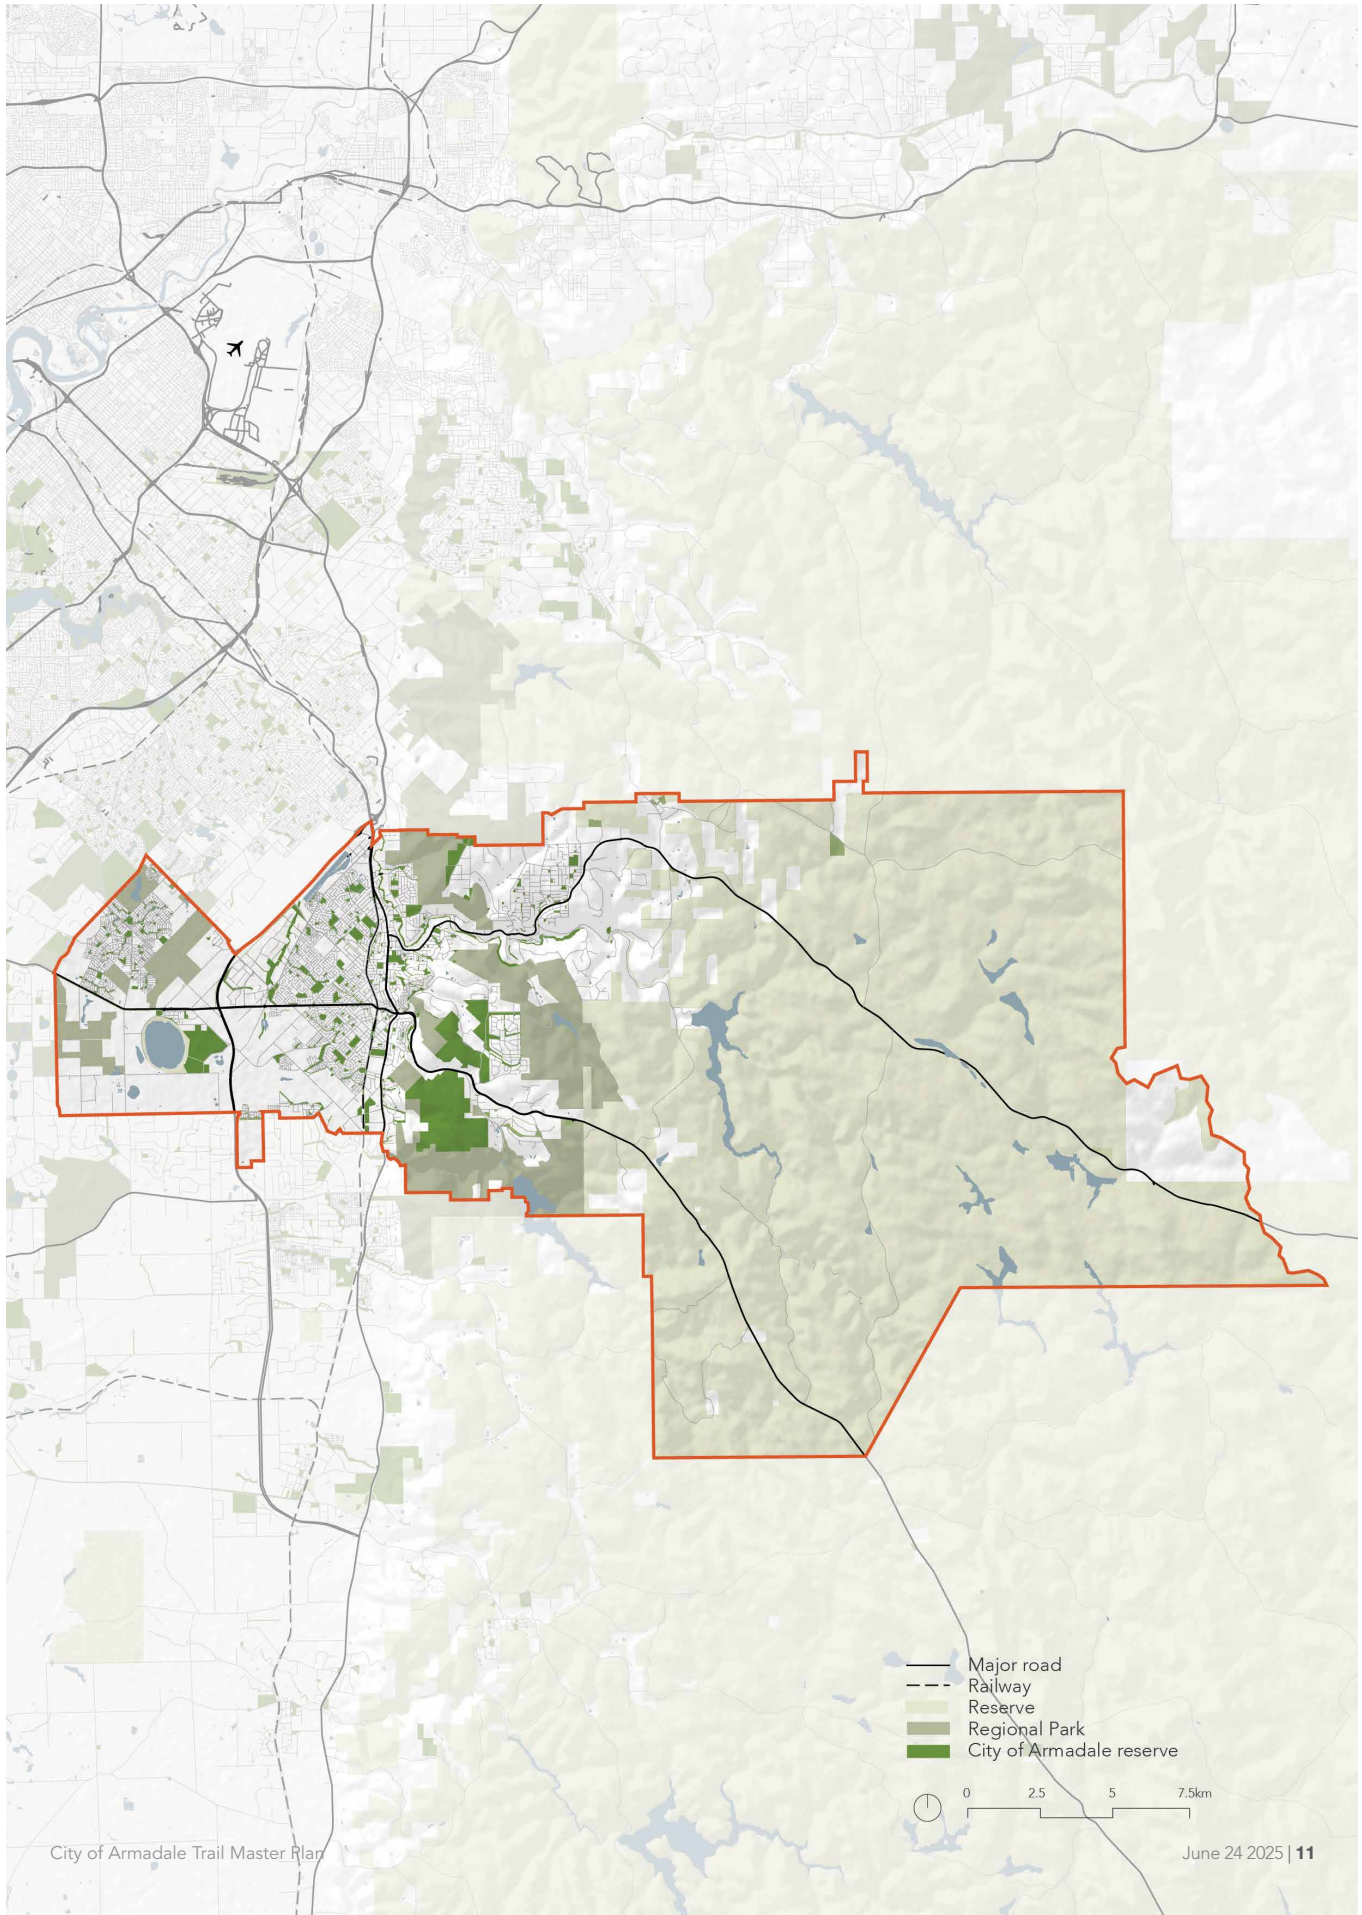 Major road
Railway
Reserve
Regional Park
City of Armadale reserve
0 2.5 5 7.5km
City of Armadale Trail Master Plan
June 24 2025 | 11